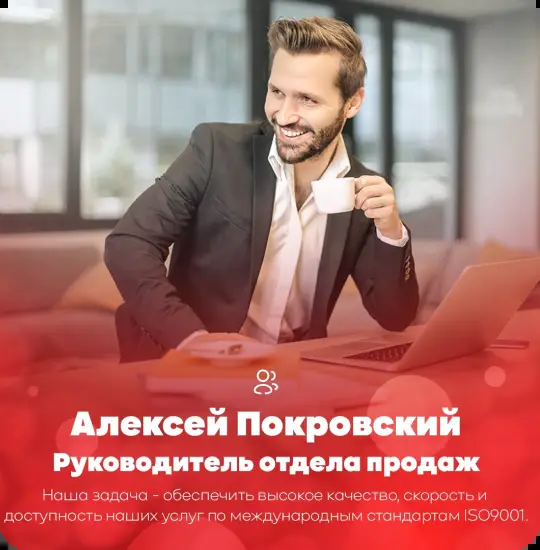 Алексей Покровский
Руководитель отдела продаж
Наша задача - обеспечить высокое качество, скорость и
доступность наших услуг по международным стандартам ISO9001.